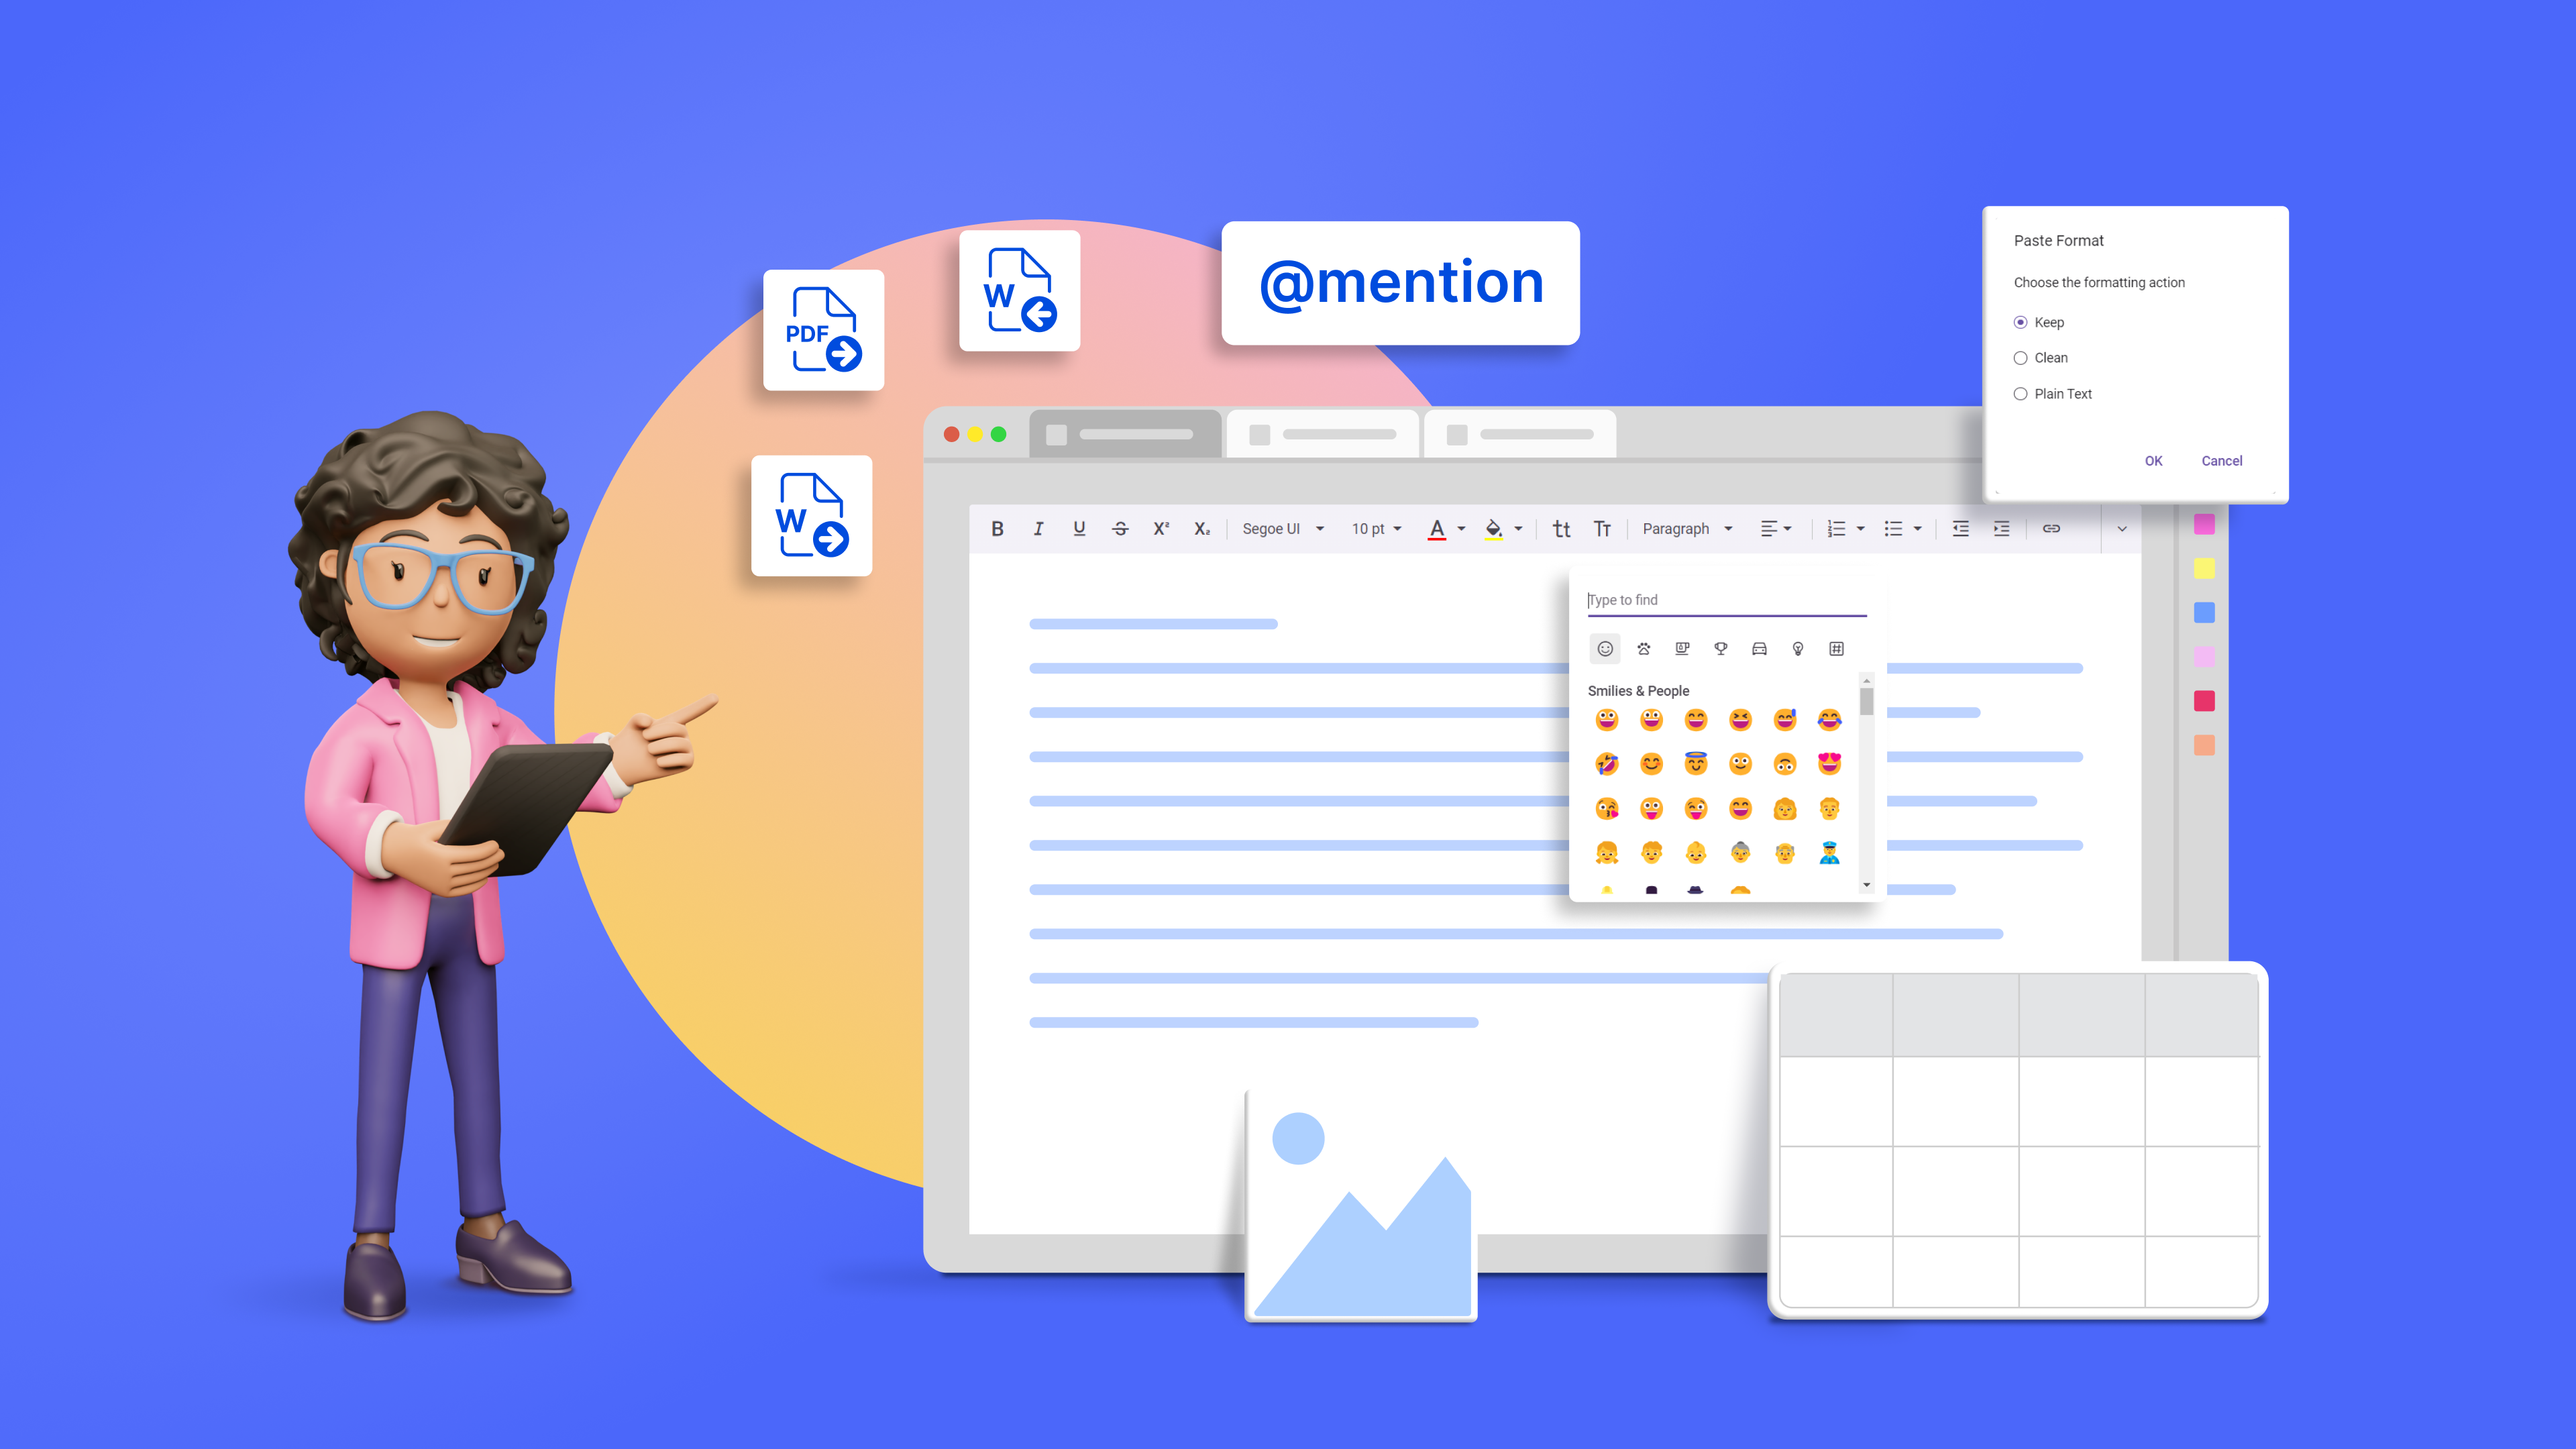 PDF
W
@mention
W
Paste Format
Choose the formatting action
Keep
Clean
Plain Text
OK Cancel
B I U S X² X₂ Segoe UI 10 pt A tt Tт Paragraph
Type to find
Smilies & People